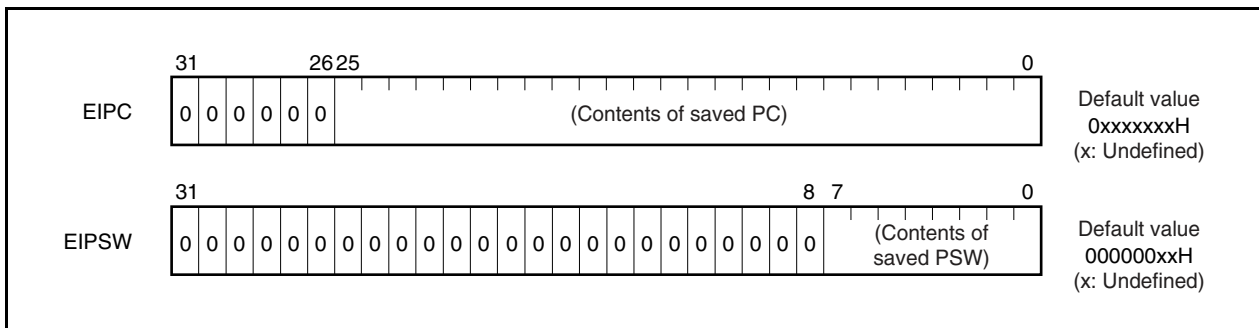 31 26 25 0
EIPC 0 0 0 0 0 0 (Contents of saved PC) Default value
0xxxxxxxH
(x: Undefined)
31 8 7 0
EIPSW 0 0 0 0 0 0 0 0 0 0 0 0 0 0 0 0 0 0 0 0 0 0 0 0 (Contents of
saved PSW) Default value
000000xxH
(x: Undefined)